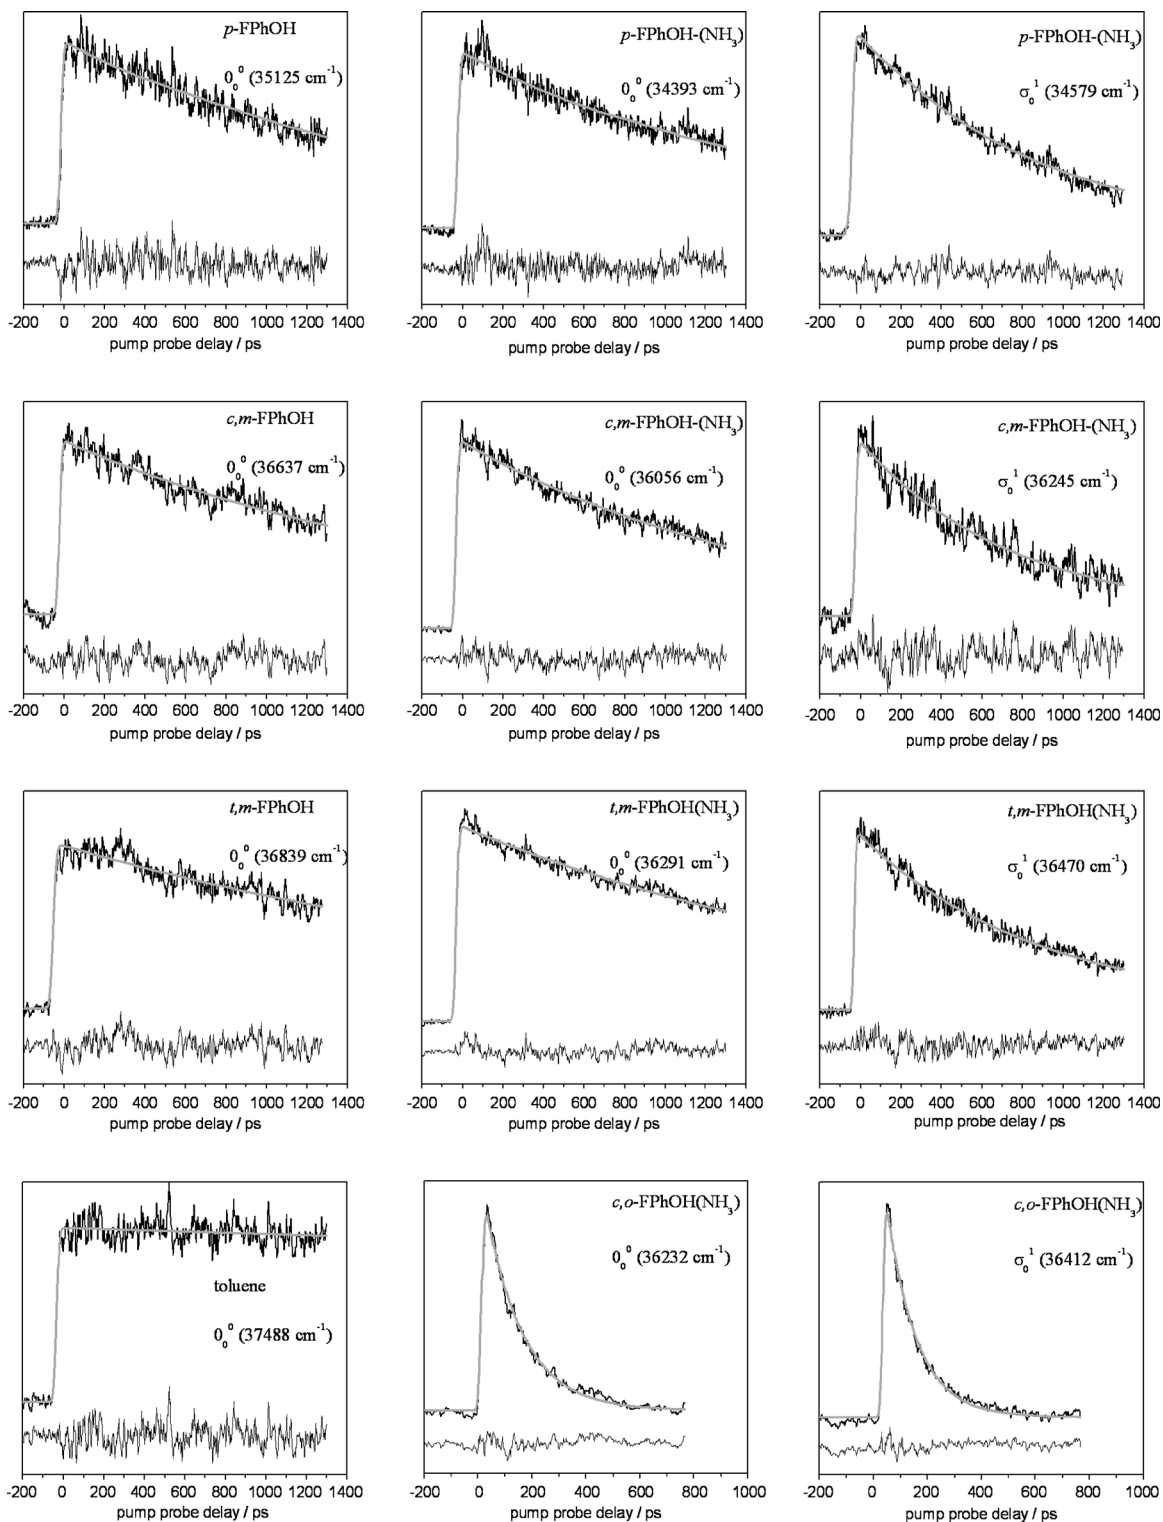 p-FPhOH
0₀⁰ (35125 cm⁻¹)
-200 0 200 400 600 800 1000 1200 1400
pump probe delay / ps
p-FPhOH-(NH₃)
0₀⁰ (34393 cm⁻¹)
-200 0 200 400 600 800 1000 1200 1400
pump probe delay / ps
p-FPhOH-(NH₃)
σ₀¹ (34579 cm⁻¹)
-200 0 200 400 600 800 1000 1200 1400
pump probe delay / ps
c,m-FPhOH
0₀⁰ (36637 cm⁻¹)
-200 0 200 400 600 800 1000 1200 1400
pump probe delay / ps
c,m-FPhOH-(NH₃)
0₀⁰ (36056 cm⁻¹)
-200 0 200 400 600 800 1000 1200 1400
pump probe delay / ps
c,m-FPhOH-(NH₃)
σ₀¹ (36245 cm⁻¹)
-200 0 200 400 600 800 1000 1200 1400
pump probe delay / ps
t,m-FPhOH
0₀⁰ (36839 cm⁻¹)
-200 0 200 400 600 800 1000 1200 1400
pump probe delay / ps
t,m-FPhOH(NH₃)
0₀⁰ (36291 cm⁻¹)
-200 0 200 400 600 800 1000 1200 1400
pump probe delay / ps
t,m-FPhOH(NH₃)
σ₀¹ (36470 cm⁻¹)
-200 0 200 400 600 800 1000 1200 1400
pump probe delay / ps
toluene
0₀⁰ (37488 cm⁻¹)
-200 0 200 400 600 800 1000 1200 1400
pump probe delay / ps
c,o-FPhOH(NH₃)
0₀⁰ (36232 cm⁻¹)
-200 0 200 400 600 800 1000
pump probe delay / ps
c,o-FPhOH(NH₃)
σ₀¹ (36412 cm⁻¹)
-200 0 200 400 600 800 1000
pump probe delay / ps